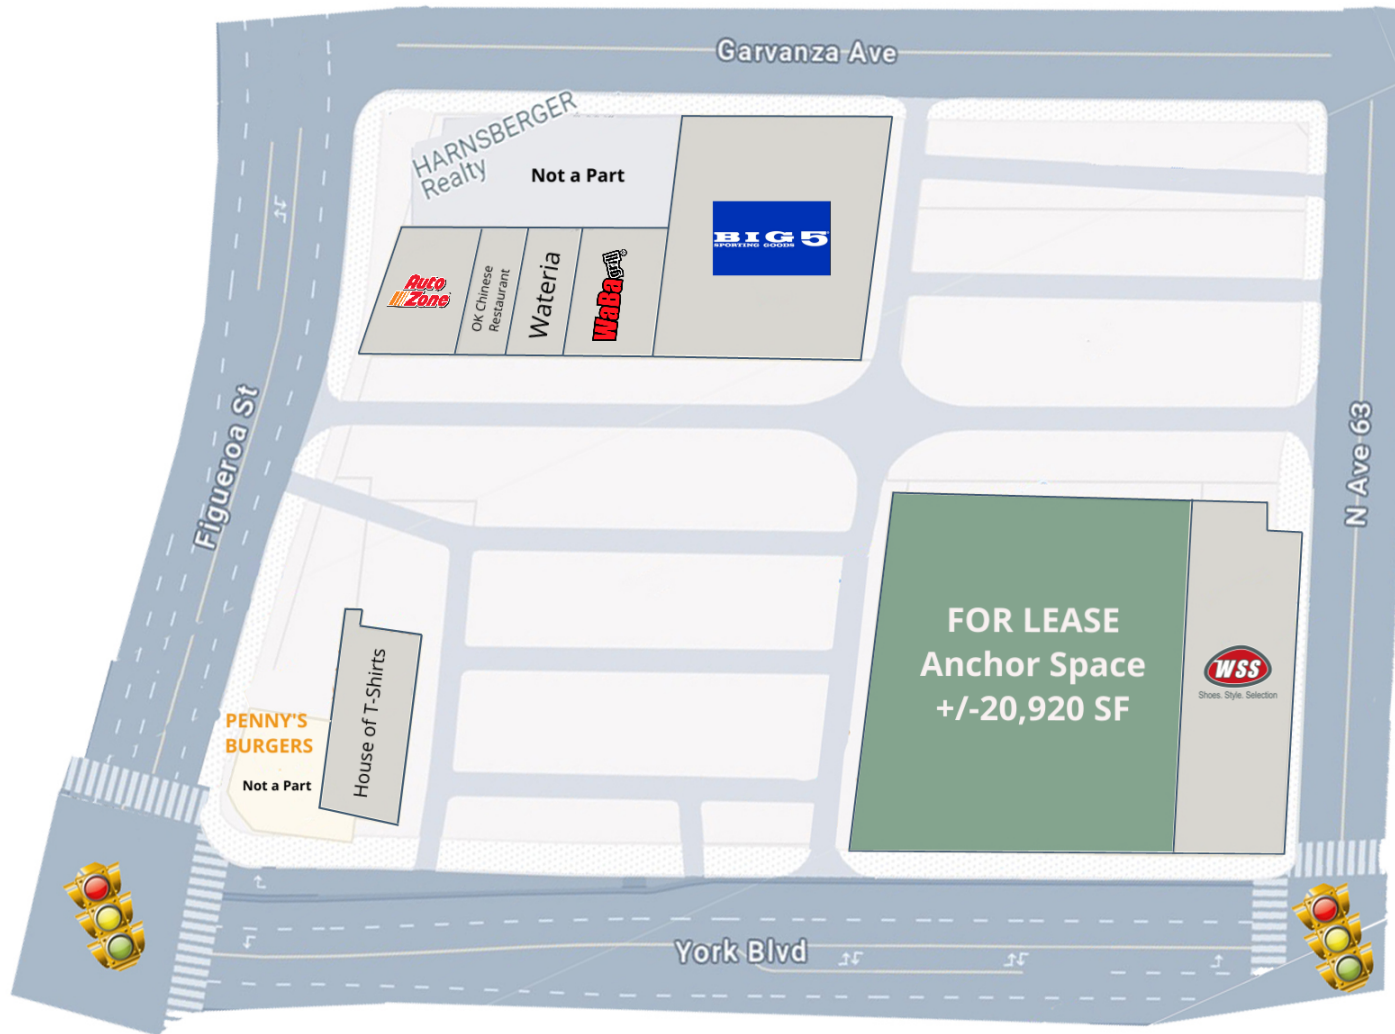 Garvanza Ave
HARNSBERGER
Realty
Not a Part
BIG 5
SPORTING GOODS
Auto
Zone
OK Chinese
Restaurant
Wateria
WaBa grill
Figueroa St
N Ave 63
FOR LEASE
Anchor Space
+/-20,920 SF
WSS
Shoes. Style. Selection
House of T-Shirts
PENNY'S
BURGERS
Not a Part
York Blvd